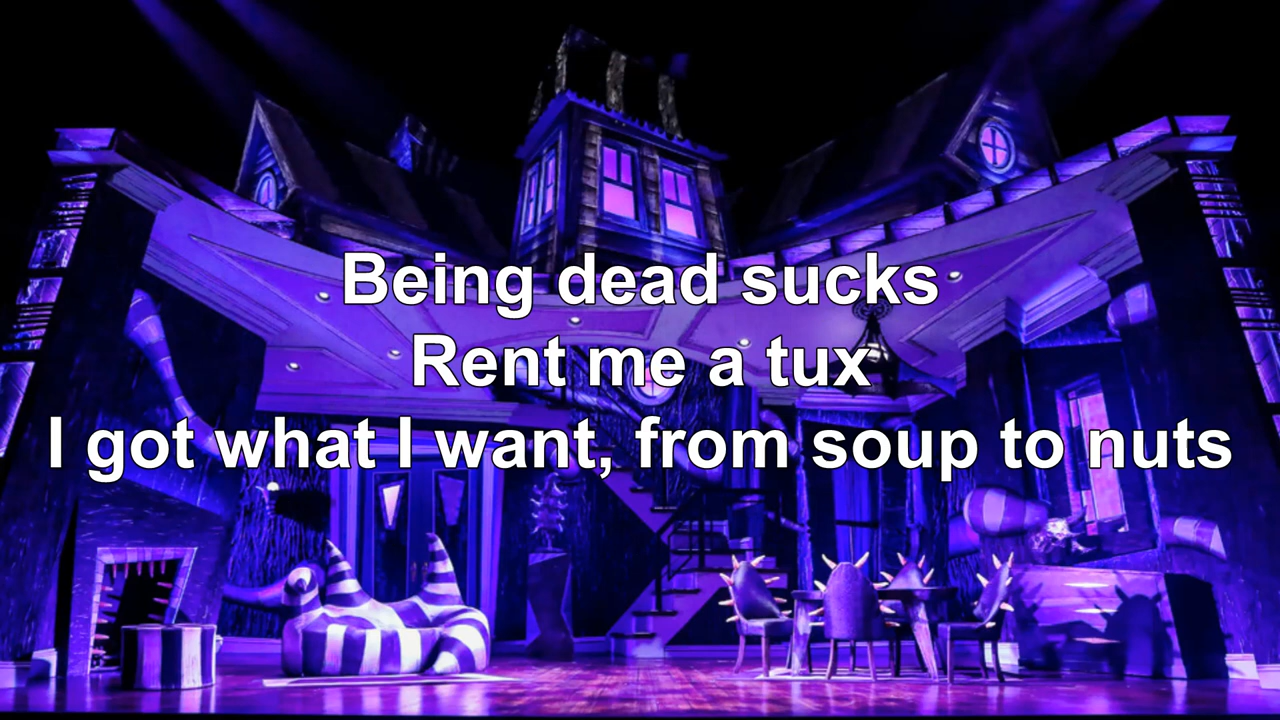 Being dead sucks
Rent me a tux
I got what I want, from soup to nuts